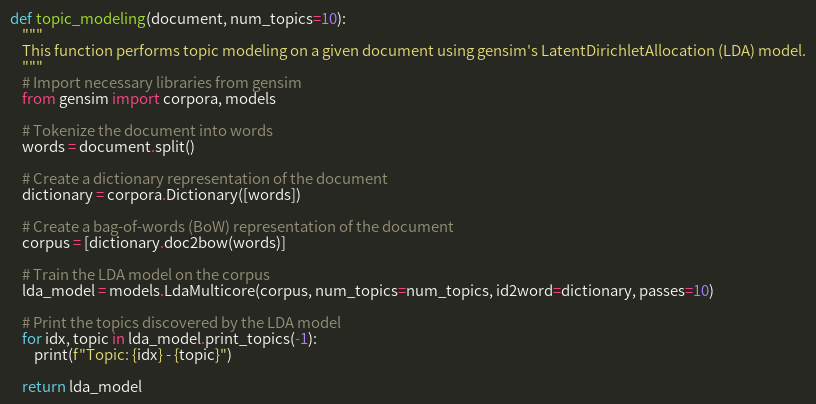 def topic_modeling(document, num_topics=10):
    """
    This function performs topic modeling on a given document using gensim's LatentDirichletAllocation (LDA) model.
    """
    # Import necessary libraries from gensim
    from gensim import corpora, models

    # Tokenize the document into words
    words = document.split()

    # Create a dictionary representation of the document
    dictionary = corpora.Dictionary([words])

    # Create a bag-of-words (BoW) representation of the document
    corpus = [dictionary.doc2bow(words)]

    # Train the LDA model on the corpus
    lda_model = models.LdaMulticore(corpus, num_topics=num_topics, id2word=dictionary, passes=10)

    # Print the topics discovered by the LDA model
    for idx, topic in lda_model.print_topics(-1):
        print(f"Topic: {idx} - {topic}")

    return lda_model